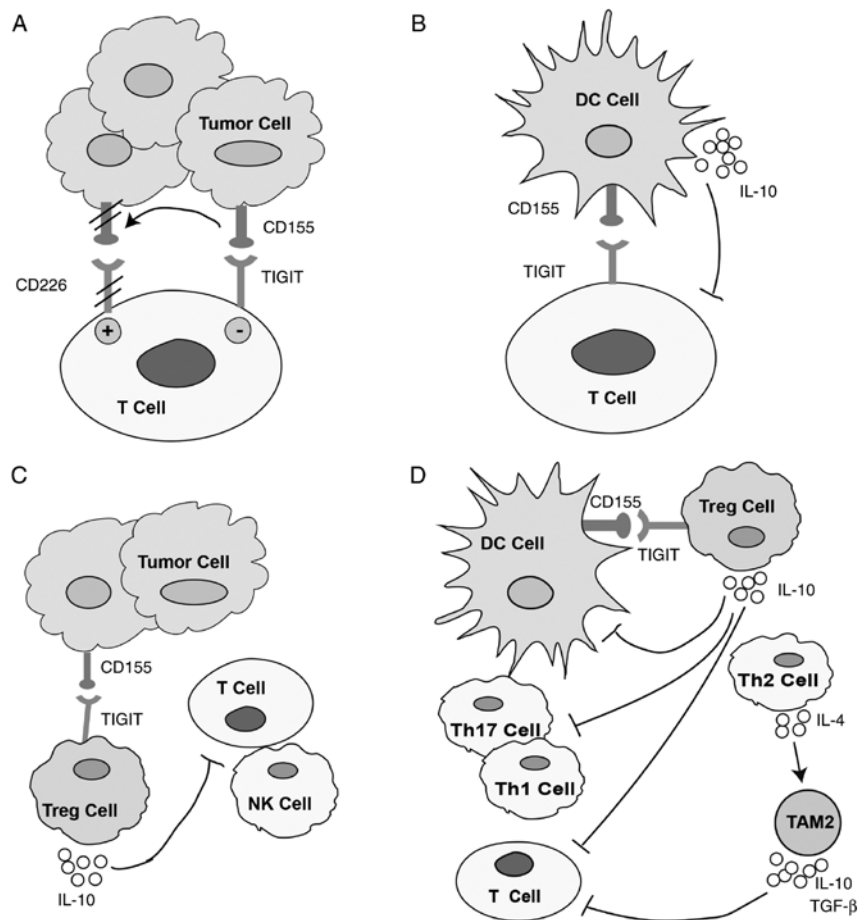 A
Tumor Cell
CD155
CD226
TIGIT
+
-
T Cell
B
DC Cell
IL-10
CD155
TIGIT
T Cell
C
Tumor Cell
CD155
TIGIT
T Cell
Treg Cell
NK Cell
IL-10
D
CD155
Treg Cell
DC Cell
TIGIT
IL-10
Th2 Cell
Th17 Cell
IL-4
Th1 Cell
TAM2
T Cell
IL-10
TGF-β